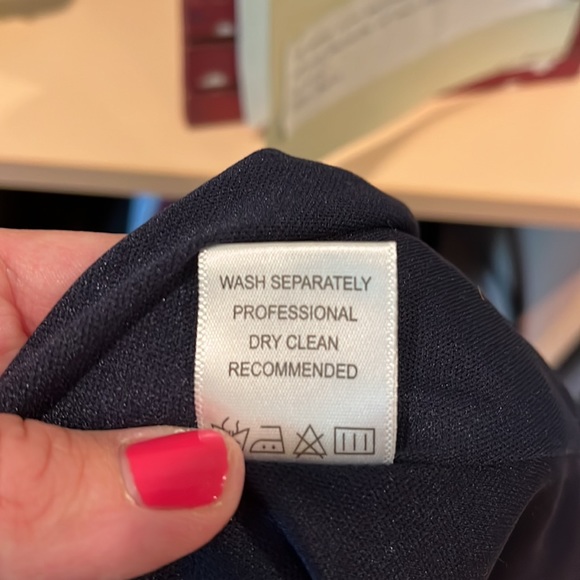 WASH SEPARATELY
PROFESSIONAL
DRY CLEAN
RECOMMENDED